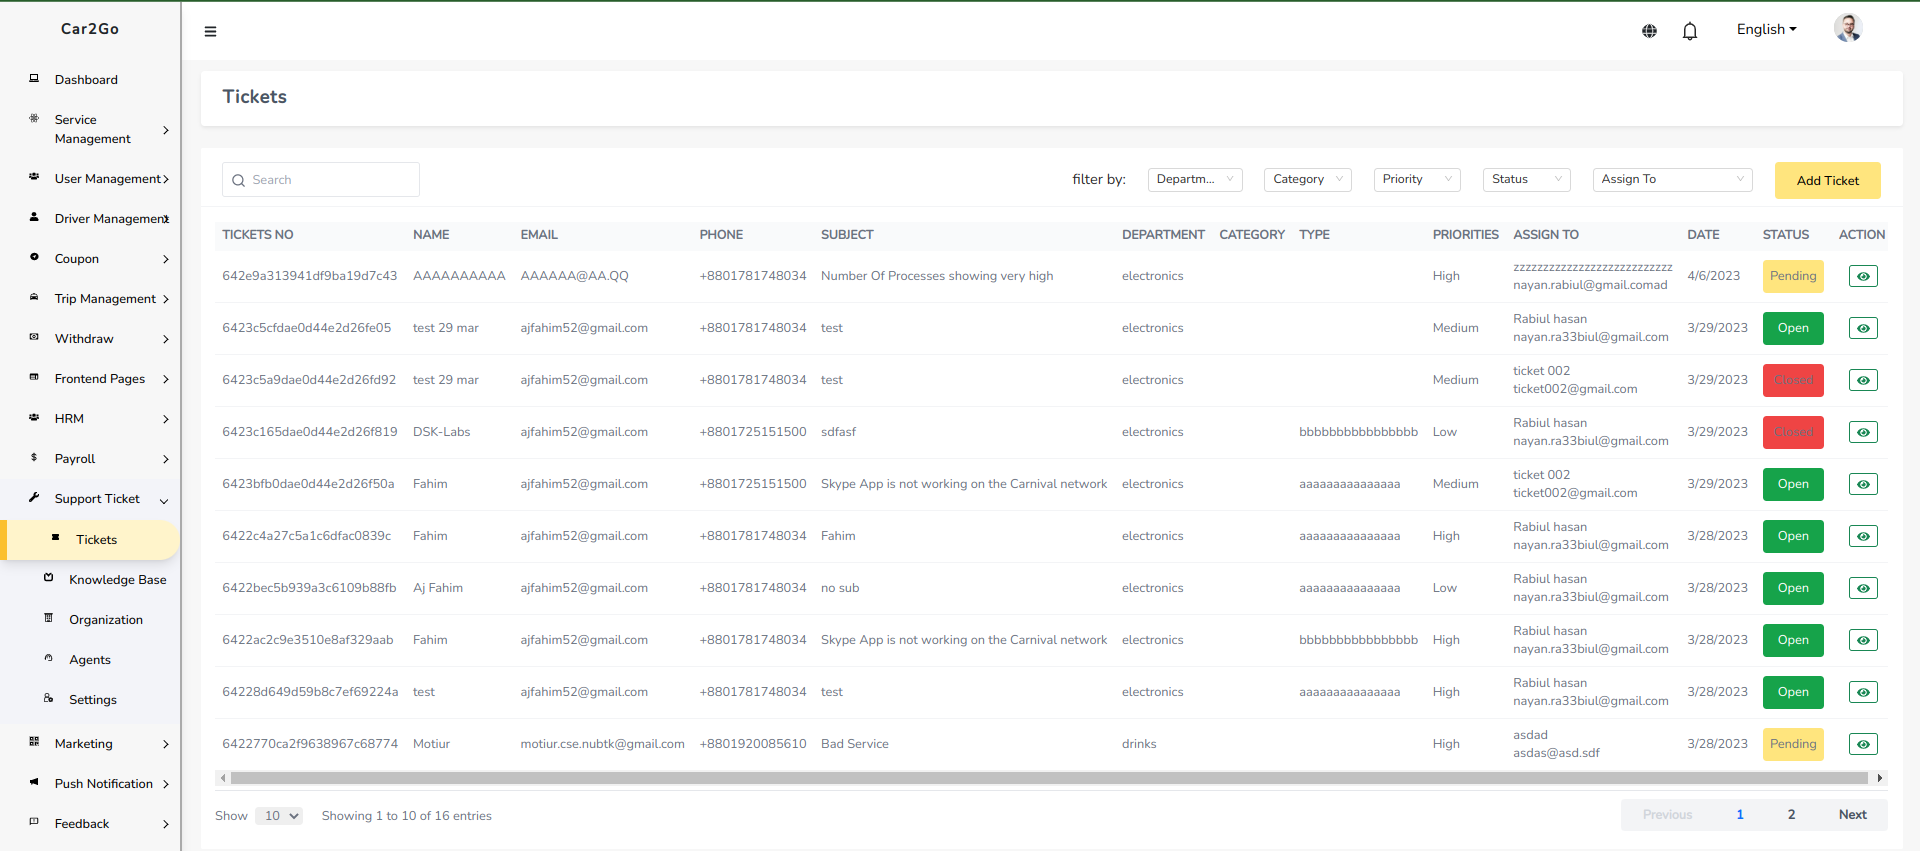 Car2Go
English
Dashboard
Service
Management
User Management
Driver Management
Coupon
Trip Management
Withdraw
Frontend Pages
HRM
Payroll
Support Ticket
Tickets
Knowledge Base
Organization
Agents
Settings
Marketing
Push Notification
Feedback
Tickets
Search filter by: Departm... Category Priority Status Assign To Add Ticket
TICKETS NO NAME EMAIL PHONE SUBJECT DEPARTMENT CATEGORY TYPE PRIORITIES ASSIGN TO DATE STATUS ACTION
642e9a313941df9ba19d7c43 AAAAAAAAAA AAAAAA@AA.QQ +8801781748034 Number Of Processes showing very high electronics High zzzzzzzzzzzzzzzzzzzzzzzzzzz 4/6/2023 Pending
nayan.rabiul@gmail.comad
6423c5cfdae0d44e2d26fe05 test 29 mar ajfahim52@gmail.com +8801781748034 test electronics Medium Rabiul hasan 3/29/2023 Open
nayan.ra33biul@gmail.com
6423c5a9dae0d44e2d26fd92 test 29 mar ajfahim52@gmail.com +8801781748034 test electronics Medium ticket 002 3/29/2023 Closed
ticket002@gmail.com
6423c165dae0d44e2d26f819 DSK-Labs ajfahim52@gmail.com +8801725151500 sdfasf electronics bbbbbbbbbbbbbbbb Low Rabiul hasan 3/29/2023 Closed
nayan.ra33biul@gmail.com
6423bfb0dae0d44e2d26f50a Fahim ajfahim52@gmail.com +8801725151500 Skype App is not working on the Carnival network electronics aaaaaaaaaaaaaaa Medium ticket 002 3/29/2023 Open
ticket002@gmail.com
6422c4a27c5a1c6dfac0839c Fahim ajfahim52@gmail.com +8801781748034 Fahim electronics aaaaaaaaaaaaaaa High Rabiul hasan 3/28/2023 Open
nayan.ra33biul@gmail.com
6422bec5b939a3c6109b88fb Aj Fahim ajfahim52@gmail.com +8801781748034 no sub electronics aaaaaaaaaaaaaaa Low Rabiul hasan 3/28/2023 Open
nayan.ra33biul@gmail.com
6422ac2c9e3510e8af329aab Fahim ajfahim52@gmail.com +8801781748034 Skype App is not working on the Carnival network electronics bbbbbbbbbbbbbbbb High Rabiul hasan 3/28/2023 Open
nayan.ra33biul@gmail.com
64228d649d59b8c7ef69224a test ajfahim52@gmail.com +8801781748034 test electronics aaaaaaaaaaaaaaa High Rabiul hasan 3/28/2023 Open
nayan.ra33biul@gmail.com
6422770ca2f9638967c68774 Motiur motiur.cse.nubtk@gmail.com +8801920085610 Bad Service drinks High asdad 3/28/2023 Pending
asdas@asd.sdf
Show 10 Showing 1 to 10 of 16 entries Previous 1 2 Next